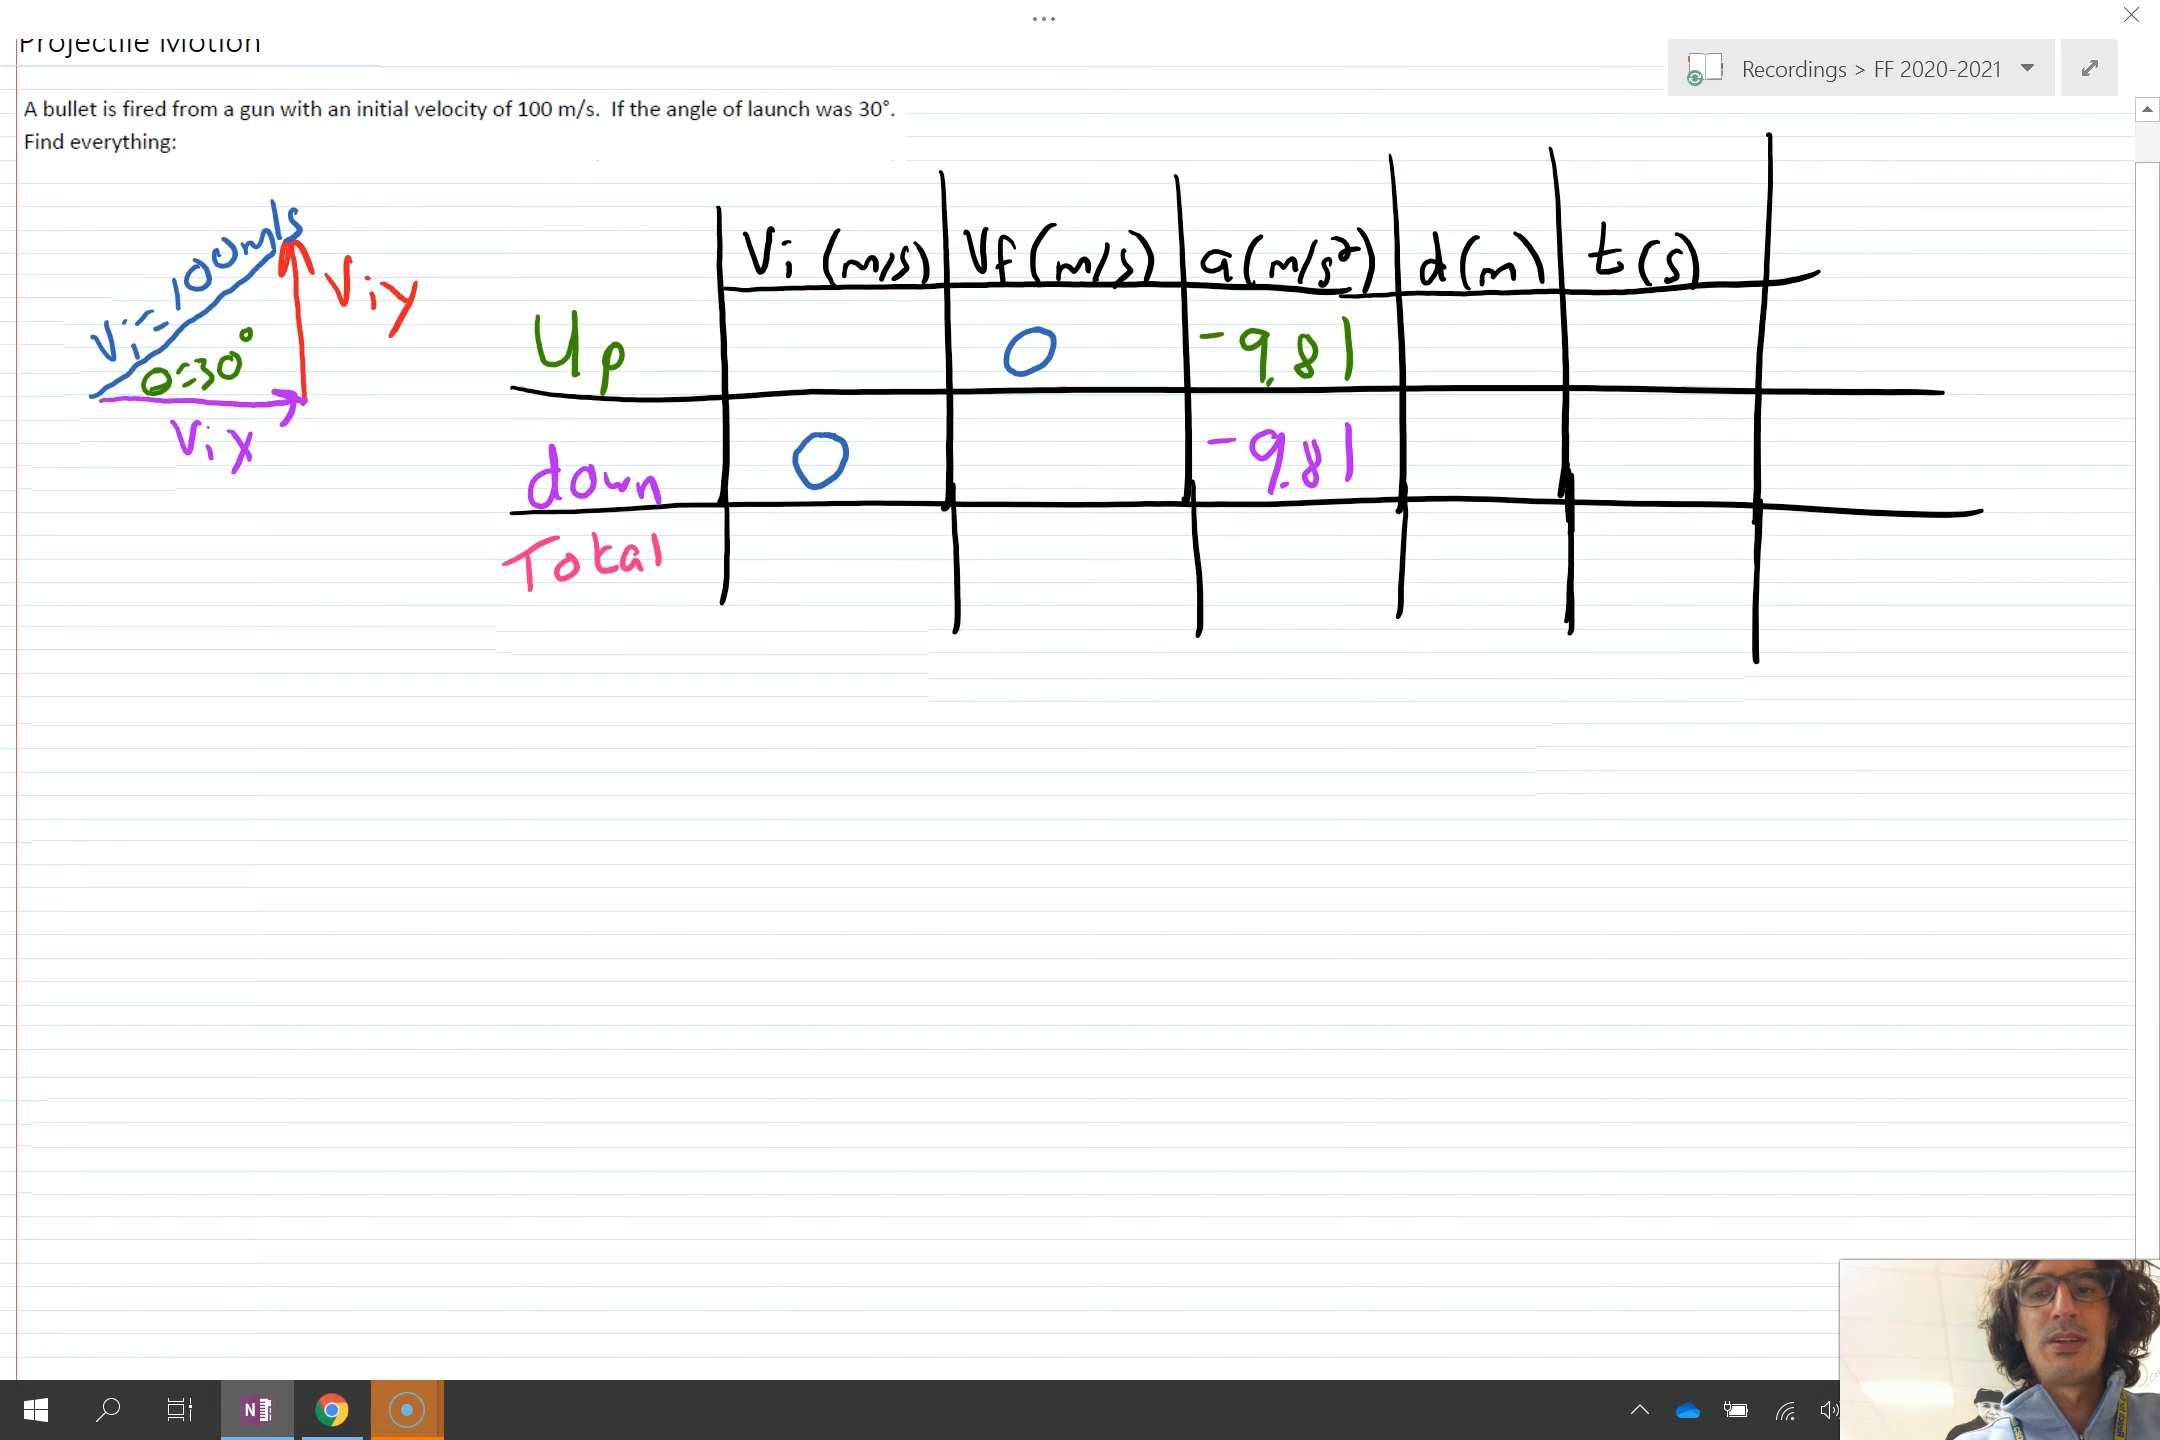 Projectile Motion
Recordings > FF 2020-2021
A bullet is fired from a gun with an initial velocity of 100 m/s. If the angle of launch was 30°.
Find everything:
Vi = 100 m/s
θ = 30°
Viy
Vix
Vi (m/s) Vf (m/s) a (m/s²) d (m) t (s)
Up 0 -9.81
down 0 -9.81
Total